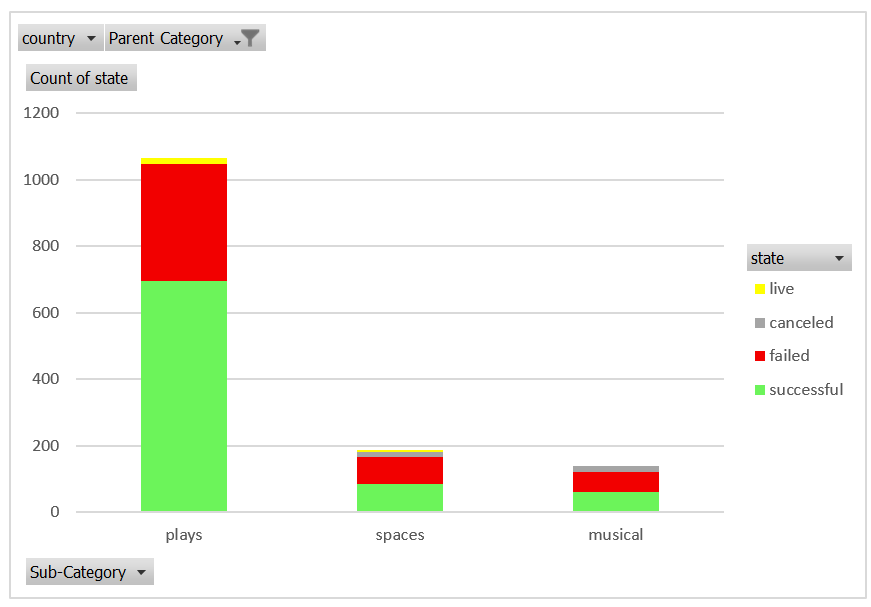 country Parent Category
Count of state
1200
1000
800
600
400
200
0
plays spaces musical
state
live
canceled
failed
successful
Sub-Category